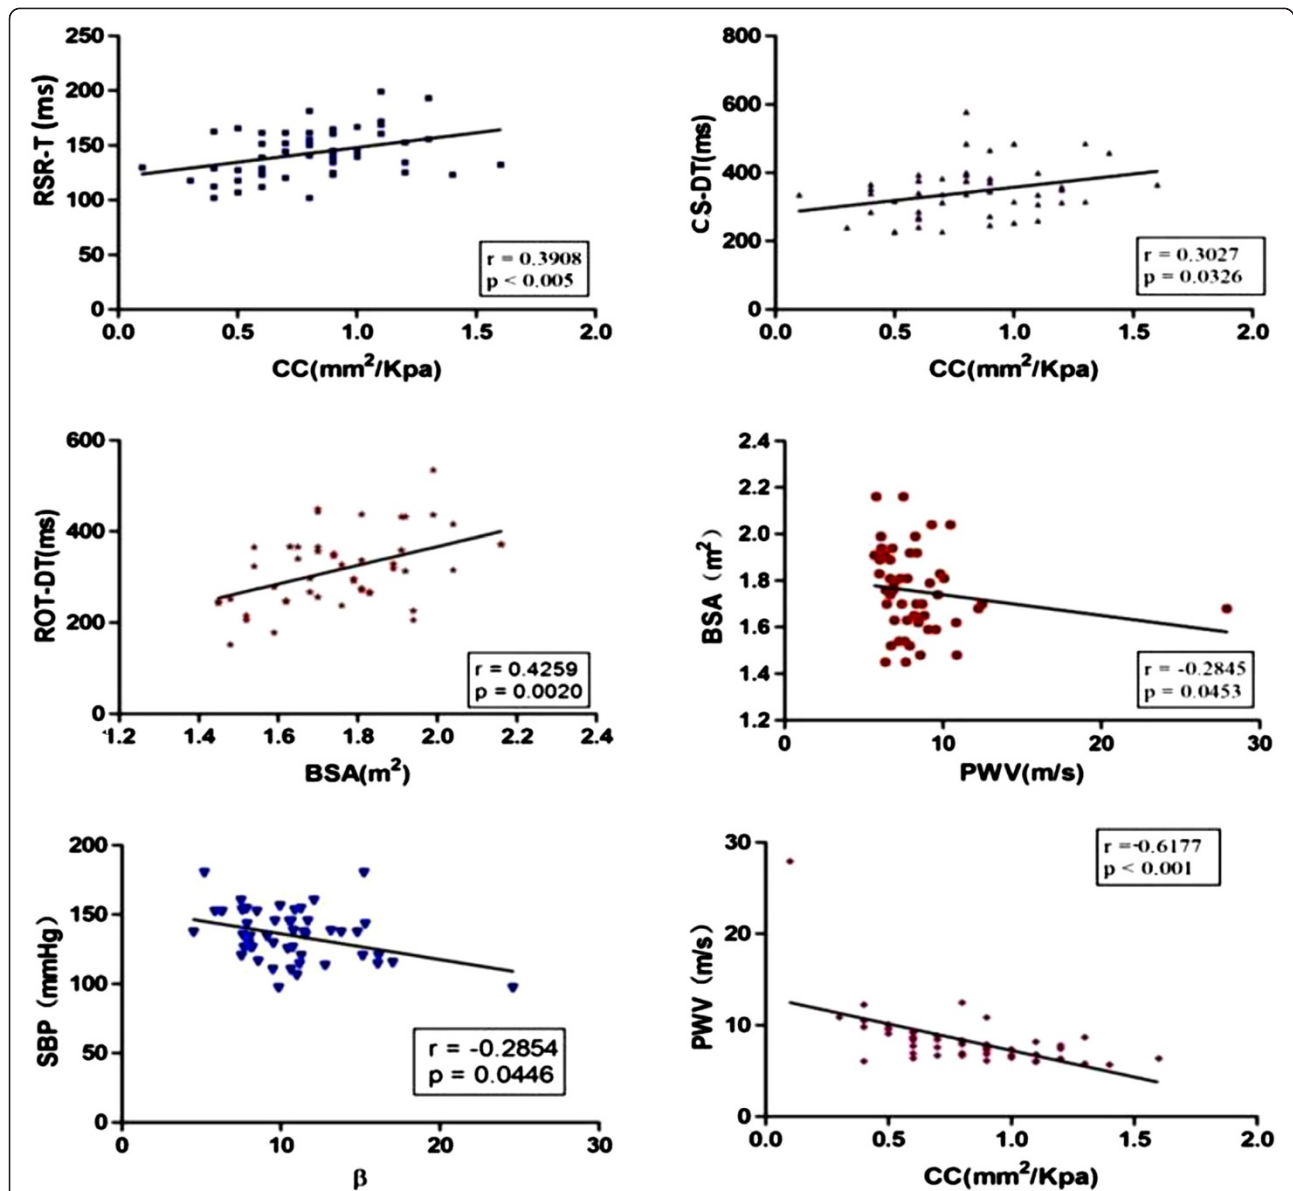 250
200
150
100
50
0
RSR-T (ms)
0.0 0.5 1.0 1.5 2.0
CC(mm²/Kpa)
r = 0.3908
p < 0.005
800
600
400
200
0
CS-DT(ms)
0.0 0.5 1.0 1.5 2.0
CC(mm²/Kpa)
r = 0.3027
p = 0.0326
600
400
200
0
ROT-DT(ms)
1.2 1.4 1.6 1.8 2.0 2.2 2.4
BSA(m²)
r = 0.4259
p = 0.0020
2.4
2.2
2.0
1.8
1.6
1.4
1.2
BSA (m²)
0 10 20 30
PWV(m/s)
r = -0.2845
p = 0.0453
200
150
100
50
0
SBP (mmHg)
0 10 20 30
β
r = -0.2854
p = 0.0446
30
20
10
0
PWV (m/s)
0.0 0.5 1.0 1.5 2.0
CC(mm²/Kpa)
r =-0.6177
p < 0.001